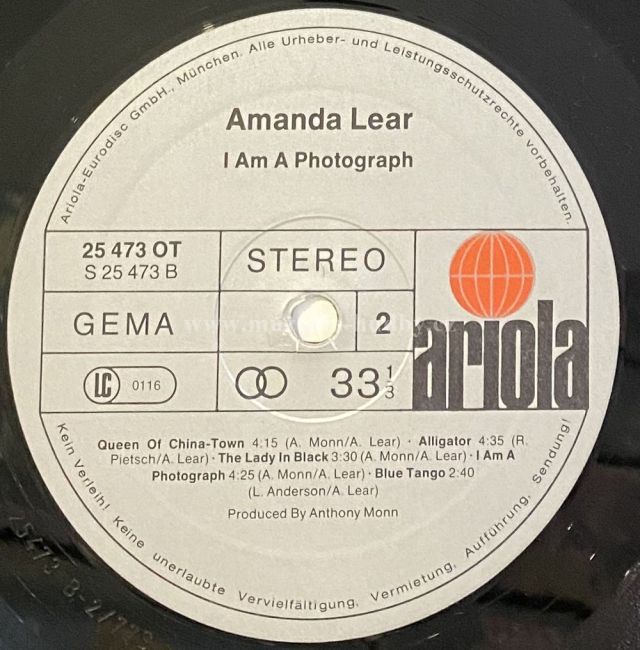 Ariola-Eurodisc GmbH., München. Alle Urheber- und Leistungsschutzrechte vorbehalten.
Amanda Lear
I Am A Photograph
25 473 OT
S 25 473 B
STEREO
GEMA
2
ariola
LC 0116
33 1/3
Queen Of China-Town 4:15 (A. Monn/A. Lear) · Alligator 4:35 (R.
Pietsch/A. Lear) · The Lady In Black 3:30 (A. Monn/A. Lear) · I Am A
Photograph 4:25 (A. Monn/A. Lear) · Blue Tango 2:40
(L. Anderson/A. Lear)
Produced By Anthony Monn
Kein Verleih! Keine unerlaubte Vervielfältigung, Vermietung, Aufführung, Sendung!